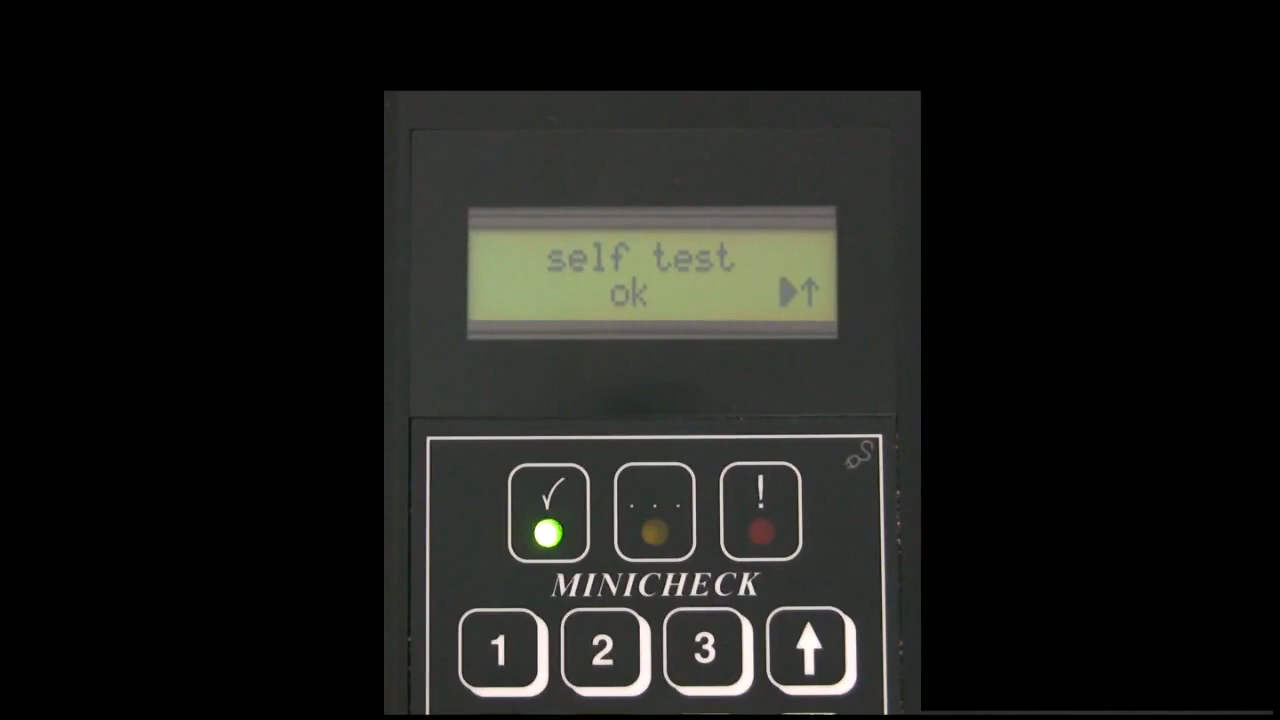 self test
ok ▶↑
✓ ... !
MINICHECK
1 2 3 ↑